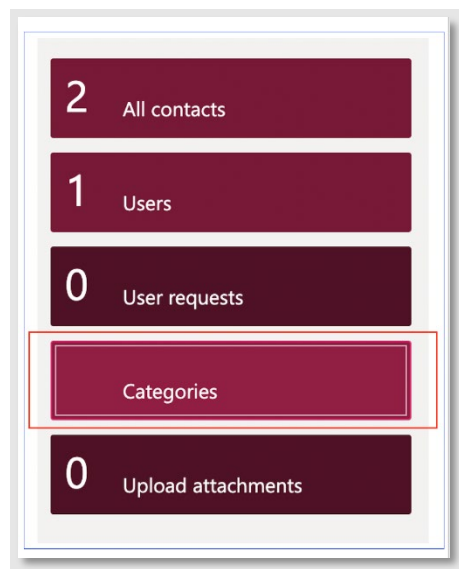 2 All contacts
1 Users
0 User requests
Categories
0 Upload attachments